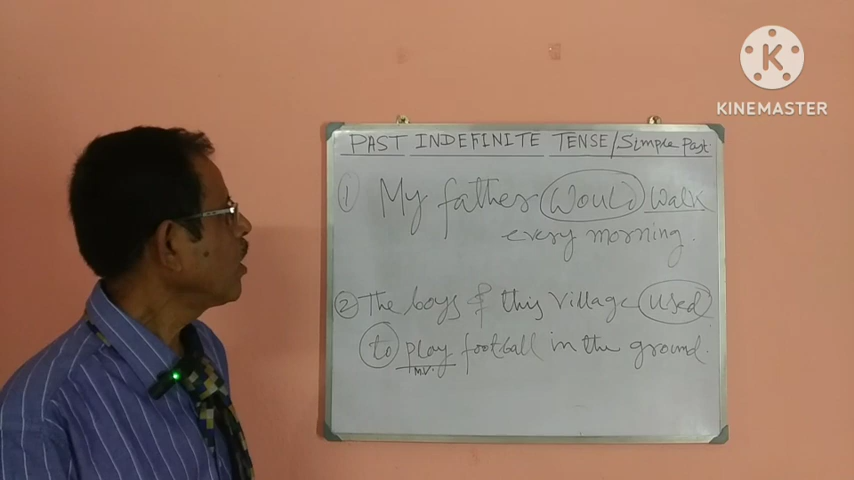 KINEMASTER
PAST INDEFINITE TENSE/Simple Past.
① My father would walk
every morning.
② The boys of this village used
to play football in the ground.
M.V.